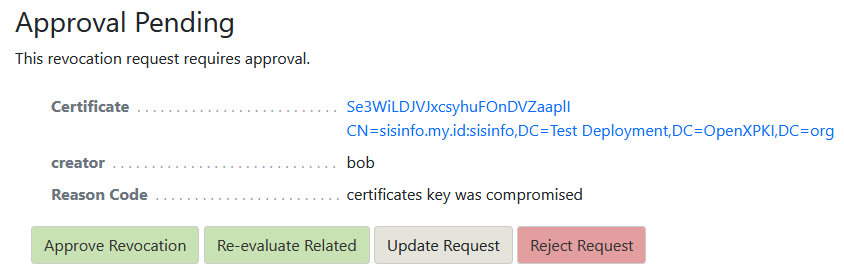 Approval Pending
This revocation request requires approval.
Certificate ........................... Se3WiLDJVJxcsyhuFOnDVZaaplI
CN=sisinfo.my.id:sisinfo,DC=Test Deployment,DC=OpenXPKI,DC=org
creator .............................. bob
Reason Code ......................... certificates key was compromised
Approve Revocation Re-evaluate Related Update Request Reject Request